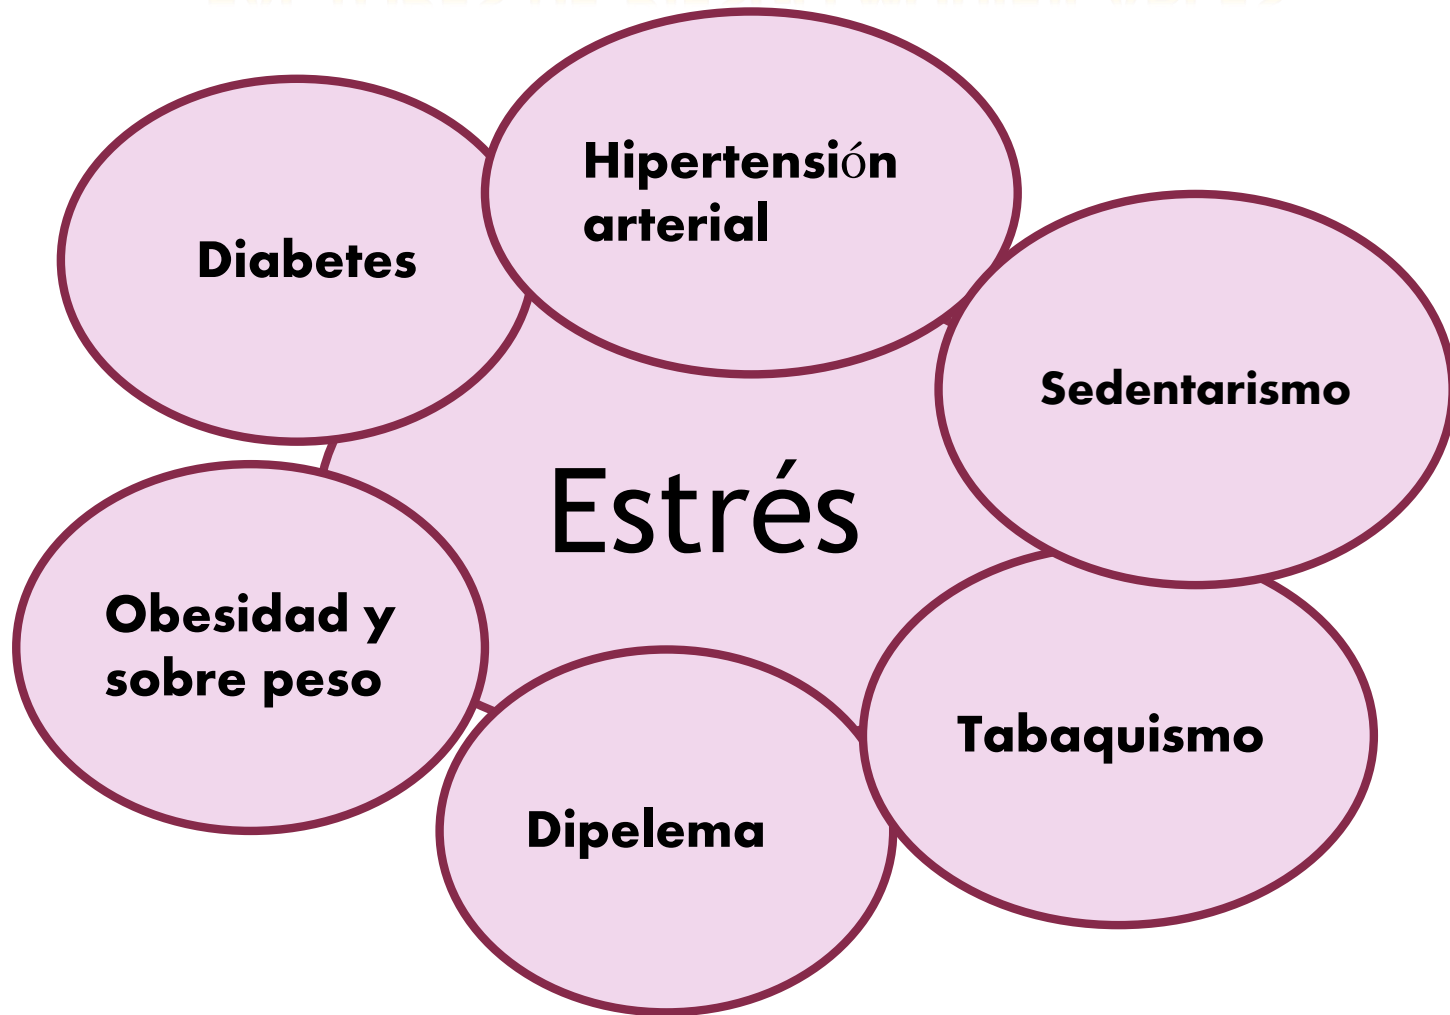 Hipertensión
arterial
Diabetes
Sedentarismo
Estrés
Obesidad y
sobre peso
Tabaquismo
Dipelema